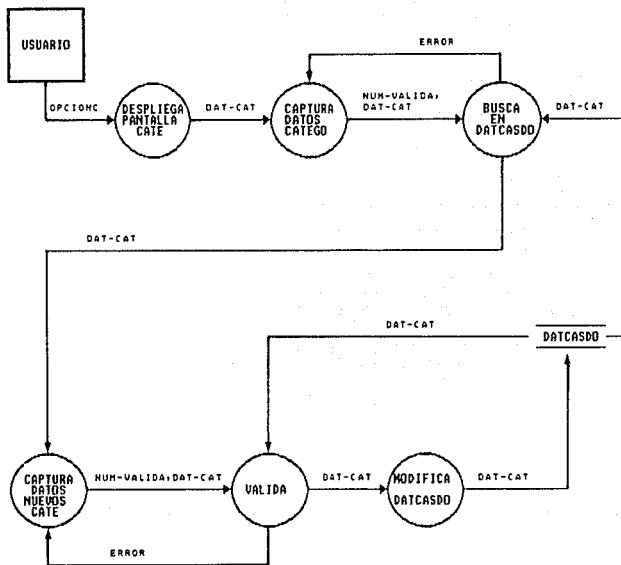 USUARIO
ERROR
OPCIONC
DESPLIEGA
PANTALLA
CATE
DAT-CAT
CAPTURA
DATOS
CATEGO
NUM-VALIDA,
DAT-CAT
BUSCA
EN
DATCASDO
DAT-CAT
DAT-CAT
DAT-CAT
DATCASDO
CAPTURA
DATOS
NUEVOS
CATE
NUM-VALIDA,DAT-CAT
VALIDA
DAT-CAT
MODIFICA
DATCASDO
DAT-CAT
ERROR